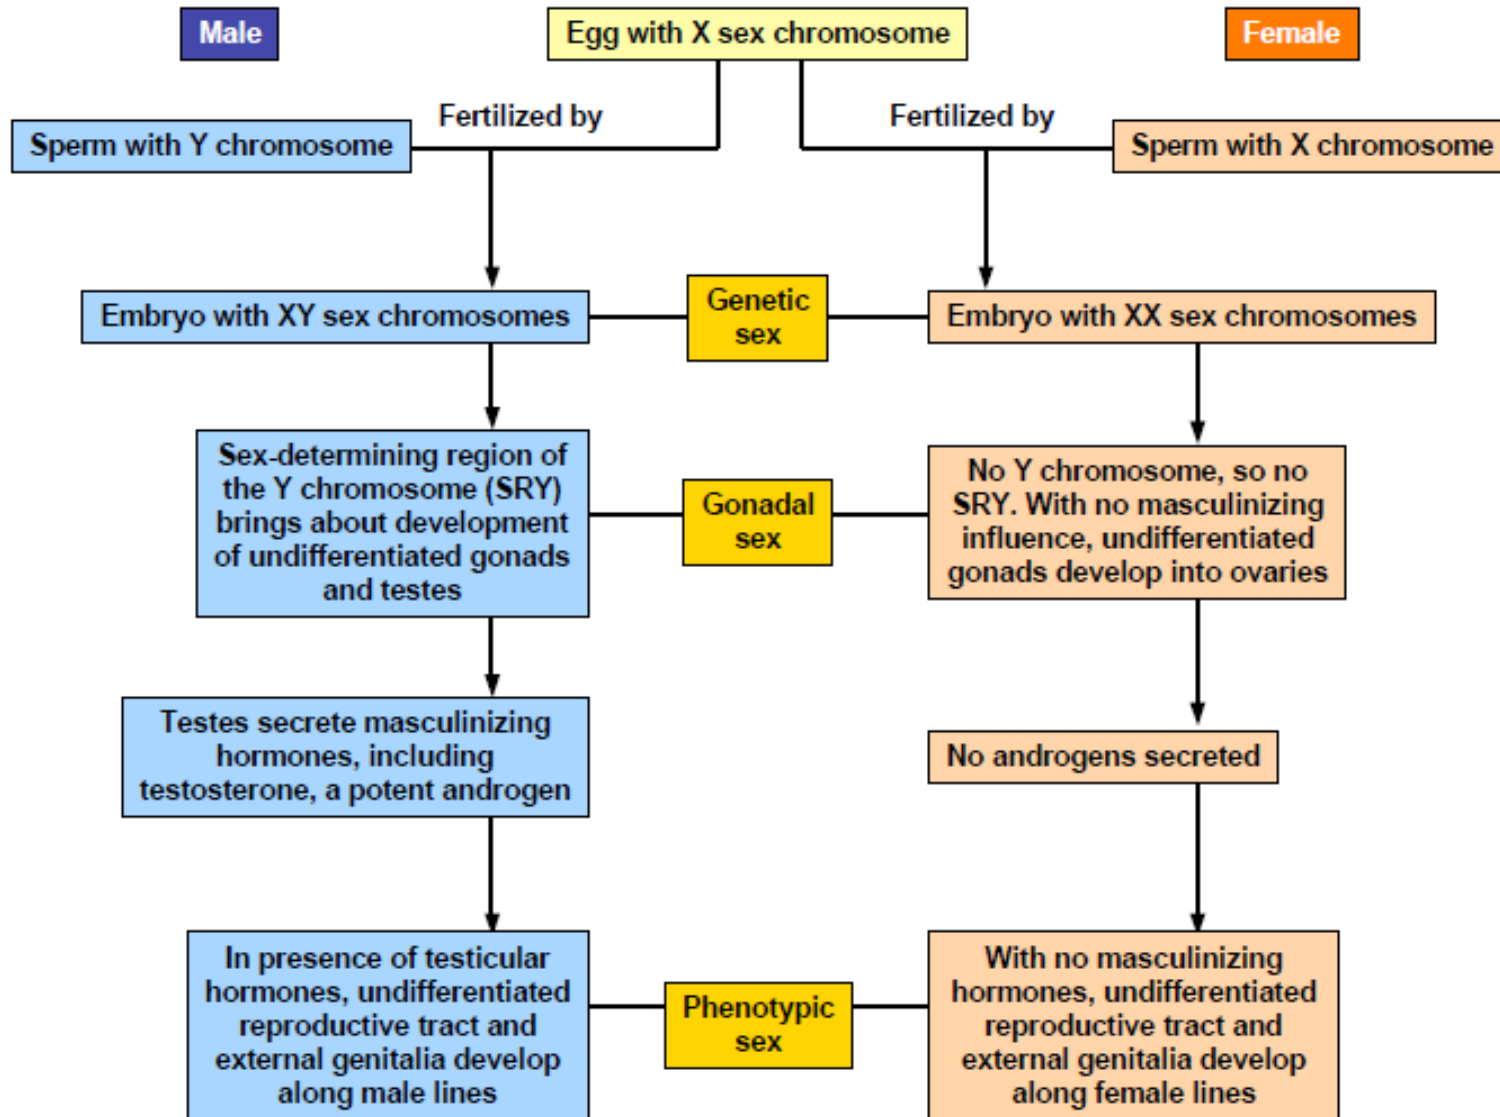 Male
Egg with X sex chromosome
Female
Fertilized by
Fertilized by
Sperm with Y chromosome
Sperm with X chromosome
Embryo with XY sex chromosomes
Genetic
sex
Embryo with XX sex chromosomes
Sex-determining region of
the Y chromosome (SRY)
brings about development
of undifferentiated gonads
and testes
Gonadal
sex
No Y chromosome, so no
SRY. With no masculinizing
influence, undifferentiated
gonads develop into ovaries
Testes secrete masculinizing
hormones, including
testosterone, a potent androgen
No androgens secreted
In presence of testicular
hormones, undifferentiated
reproductive tract and
external genitalia develop
along male lines
Phenotypic
sex
With no masculinizing
hormones, undifferentiated
reproductive tract and
external genitalia develop
along female lines